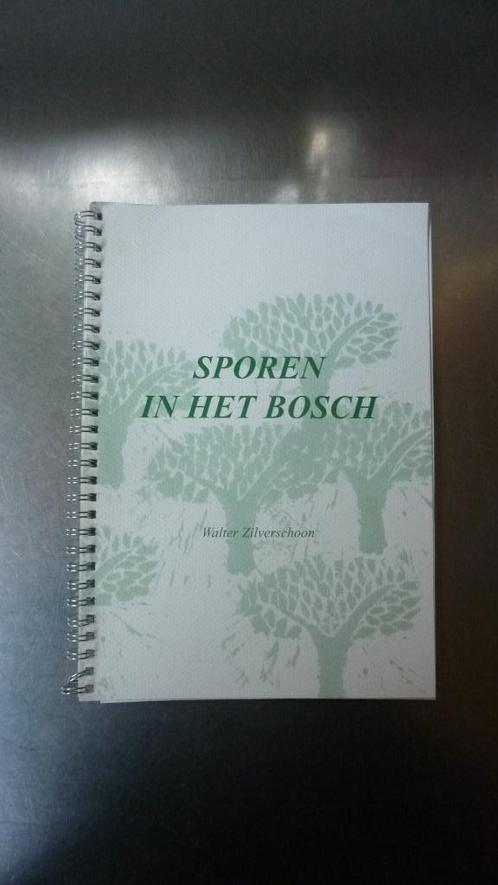 SPOREN
IN HET BOSCH
Walter Zilverschoon